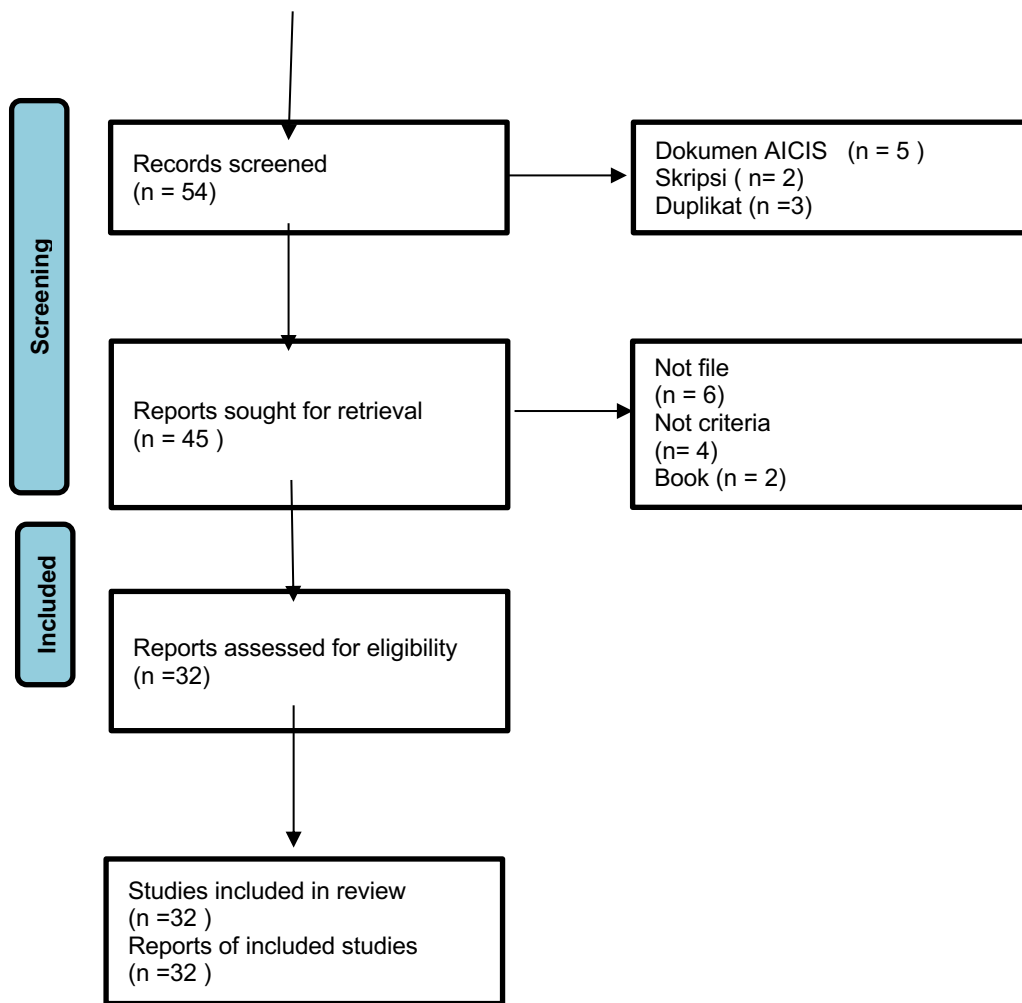 Screening
Records screened
(n = 54)
Dokumen AICIS   (n = 5 )
Skripsi ( n= 2)
Duplikat (n =3)
Reports sought for retrieval
(n = 45 )
Not file
(n = 6)
Not criteria
(n= 4)
Book (n = 2)
Included
Reports assessed for eligibility
(n =32)
Studies included in review
(n =32 )
Reports of included studies
(n =32 )